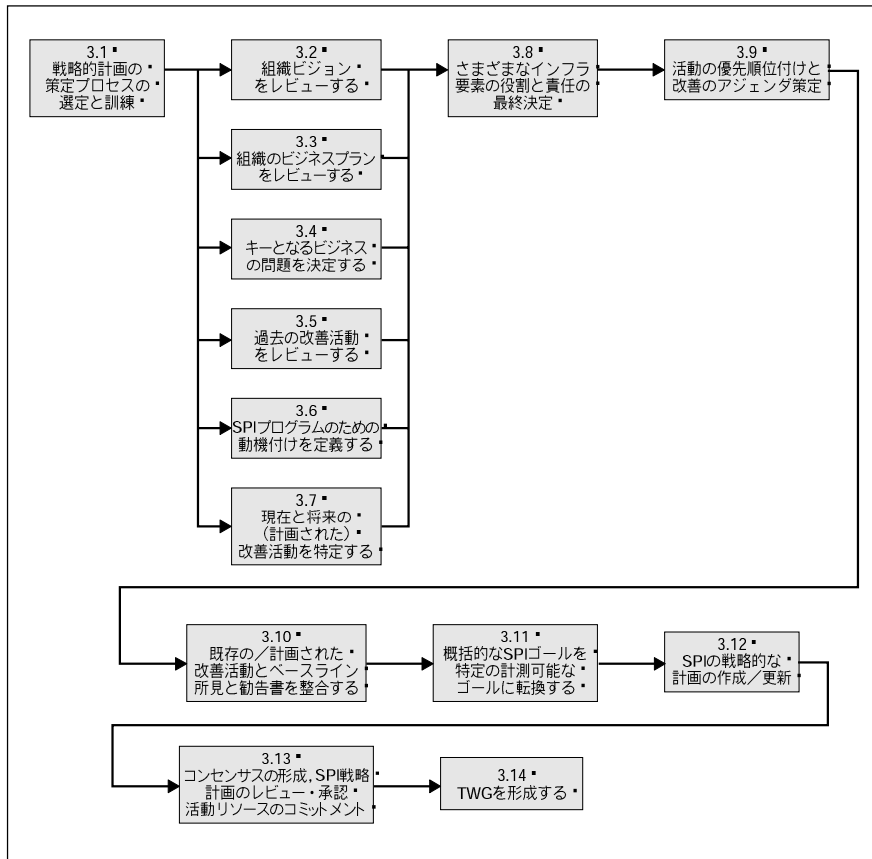 3.1
戦略的計画の
策定プロセスの
選定と訓練
3.2
組織ビジョン
をレビューする
3.3
組織のビジネスプラン
をレビューする
3.4
キーとなるビジネス
の問題を決定する
3.5
過去の改善活動
をレビューする
3.6
SPIプログラムのための
動機付けを定義する
3.7
現在と将来の
(計画された)
改善活動を特定する
3.8
さまざまなインフラ
要素の役割と責任の
最終決定
3.9
活動の優先順位付けと
改善のアジェンダ策定
3.10
既存の/計画された
改善活動とベースライン
所見と勧告書を整合する
3.11
概括的なSPIゴールを
特定の計測可能な
ゴールに転換する
3.12
SPIの戦略的な
計画の作成/更新
3.13
コンセンサスの形成,SPI戦略
計画のレビュー・承認
活動リソースのコミットメント
3.14
TWGを形成する